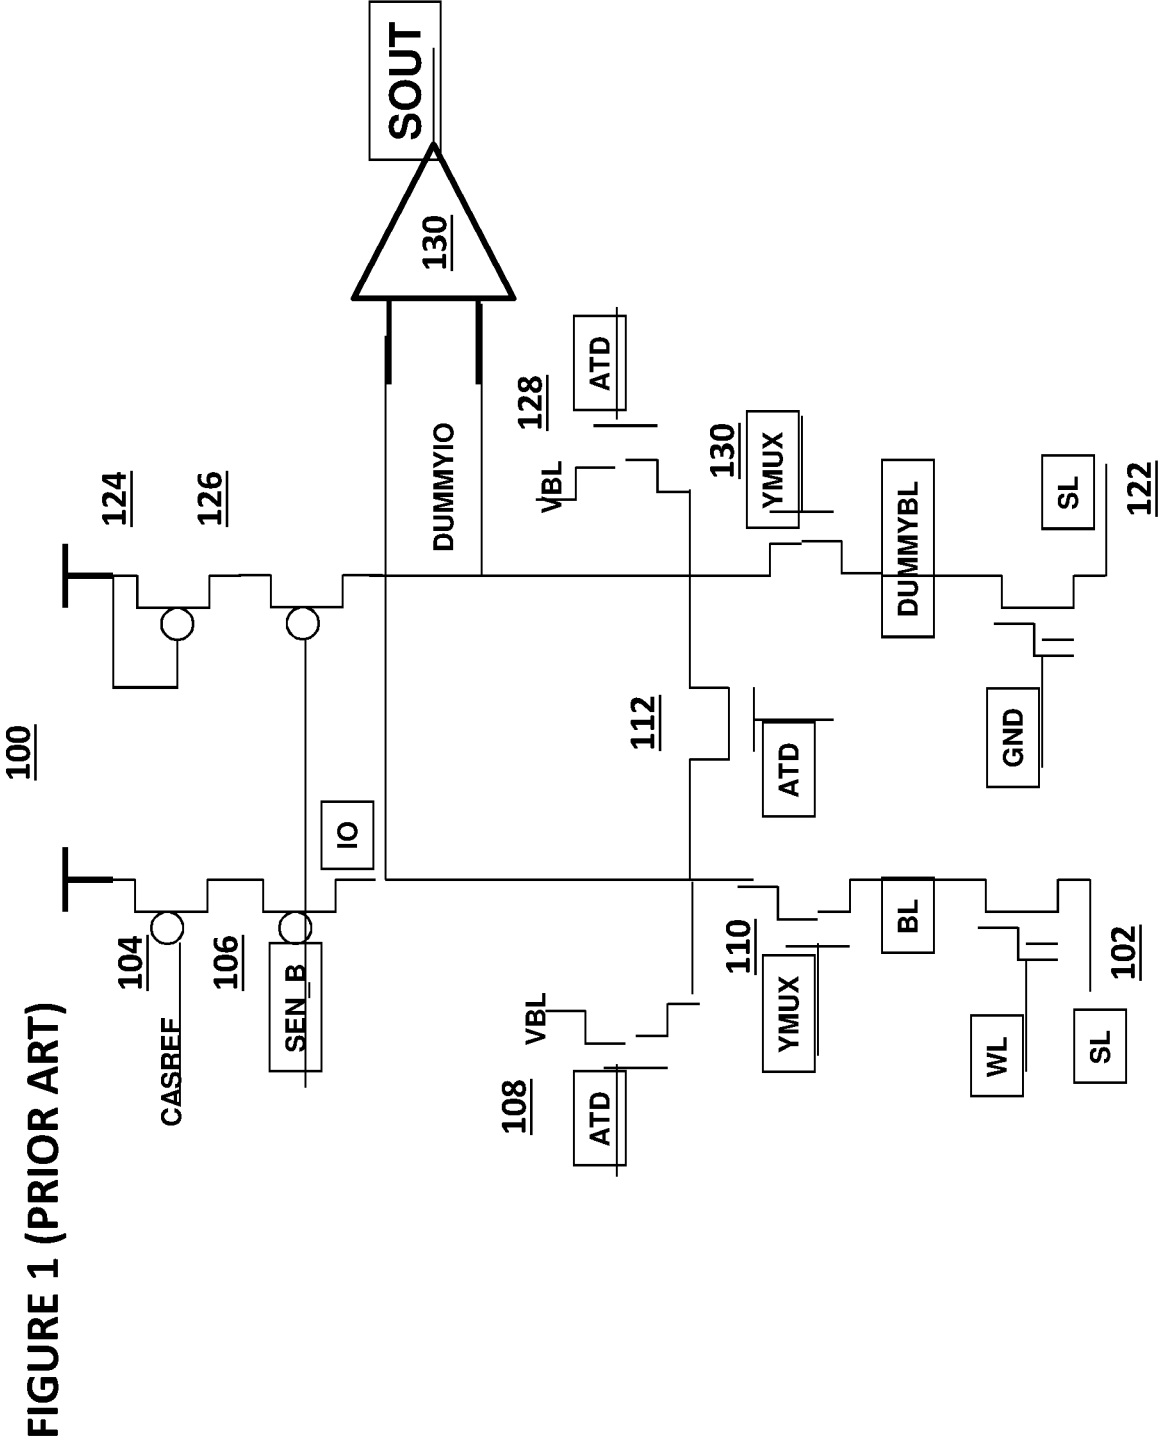 FIGURE 1 (PRIOR ART)
100
104
CASREF
106
SEN_B
IO
124
126
SOUT
130
DUMMYIO
128
VBL
ATD
108
VBL
ATD
112
ATD
110
YMUX
130
YMUX
BL
DUMMYBL
WL
102
SL
GND
SL
122